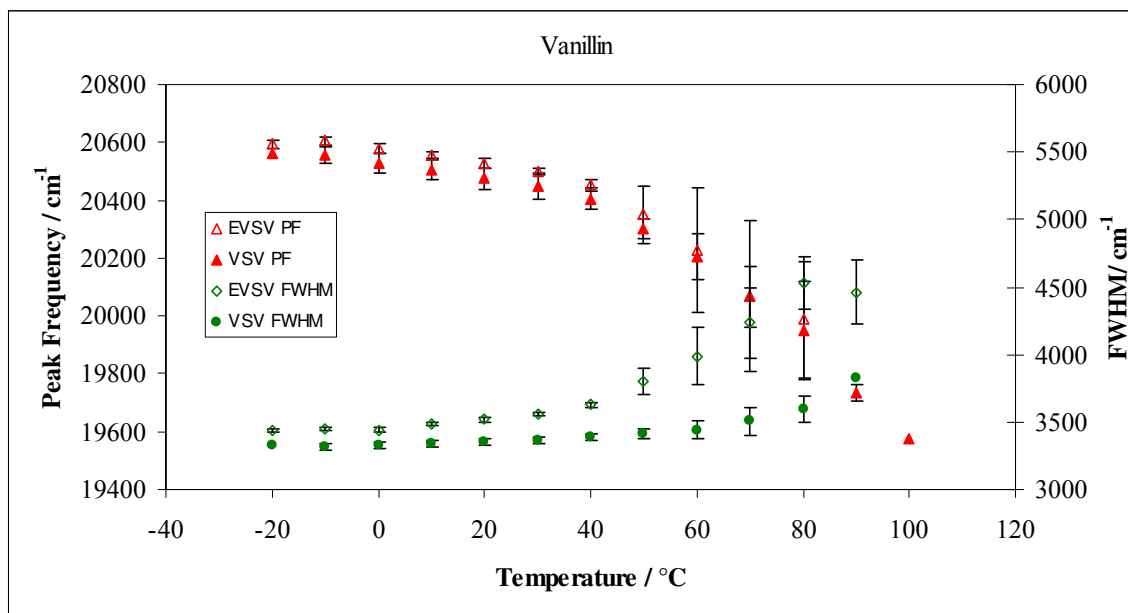 Vanillin
20800
20600
20400
20200
20000
19800
19600
19400
6000
5500
5000
4500
4000
3500
3000
Peak Frequency / cm-1
FWHM/ cm-1
EVSV PF
VSV PF
EVSV FWHM
VSV FWHM
-40 -20 0 20 40 60 80 100 120
Temperature / °C